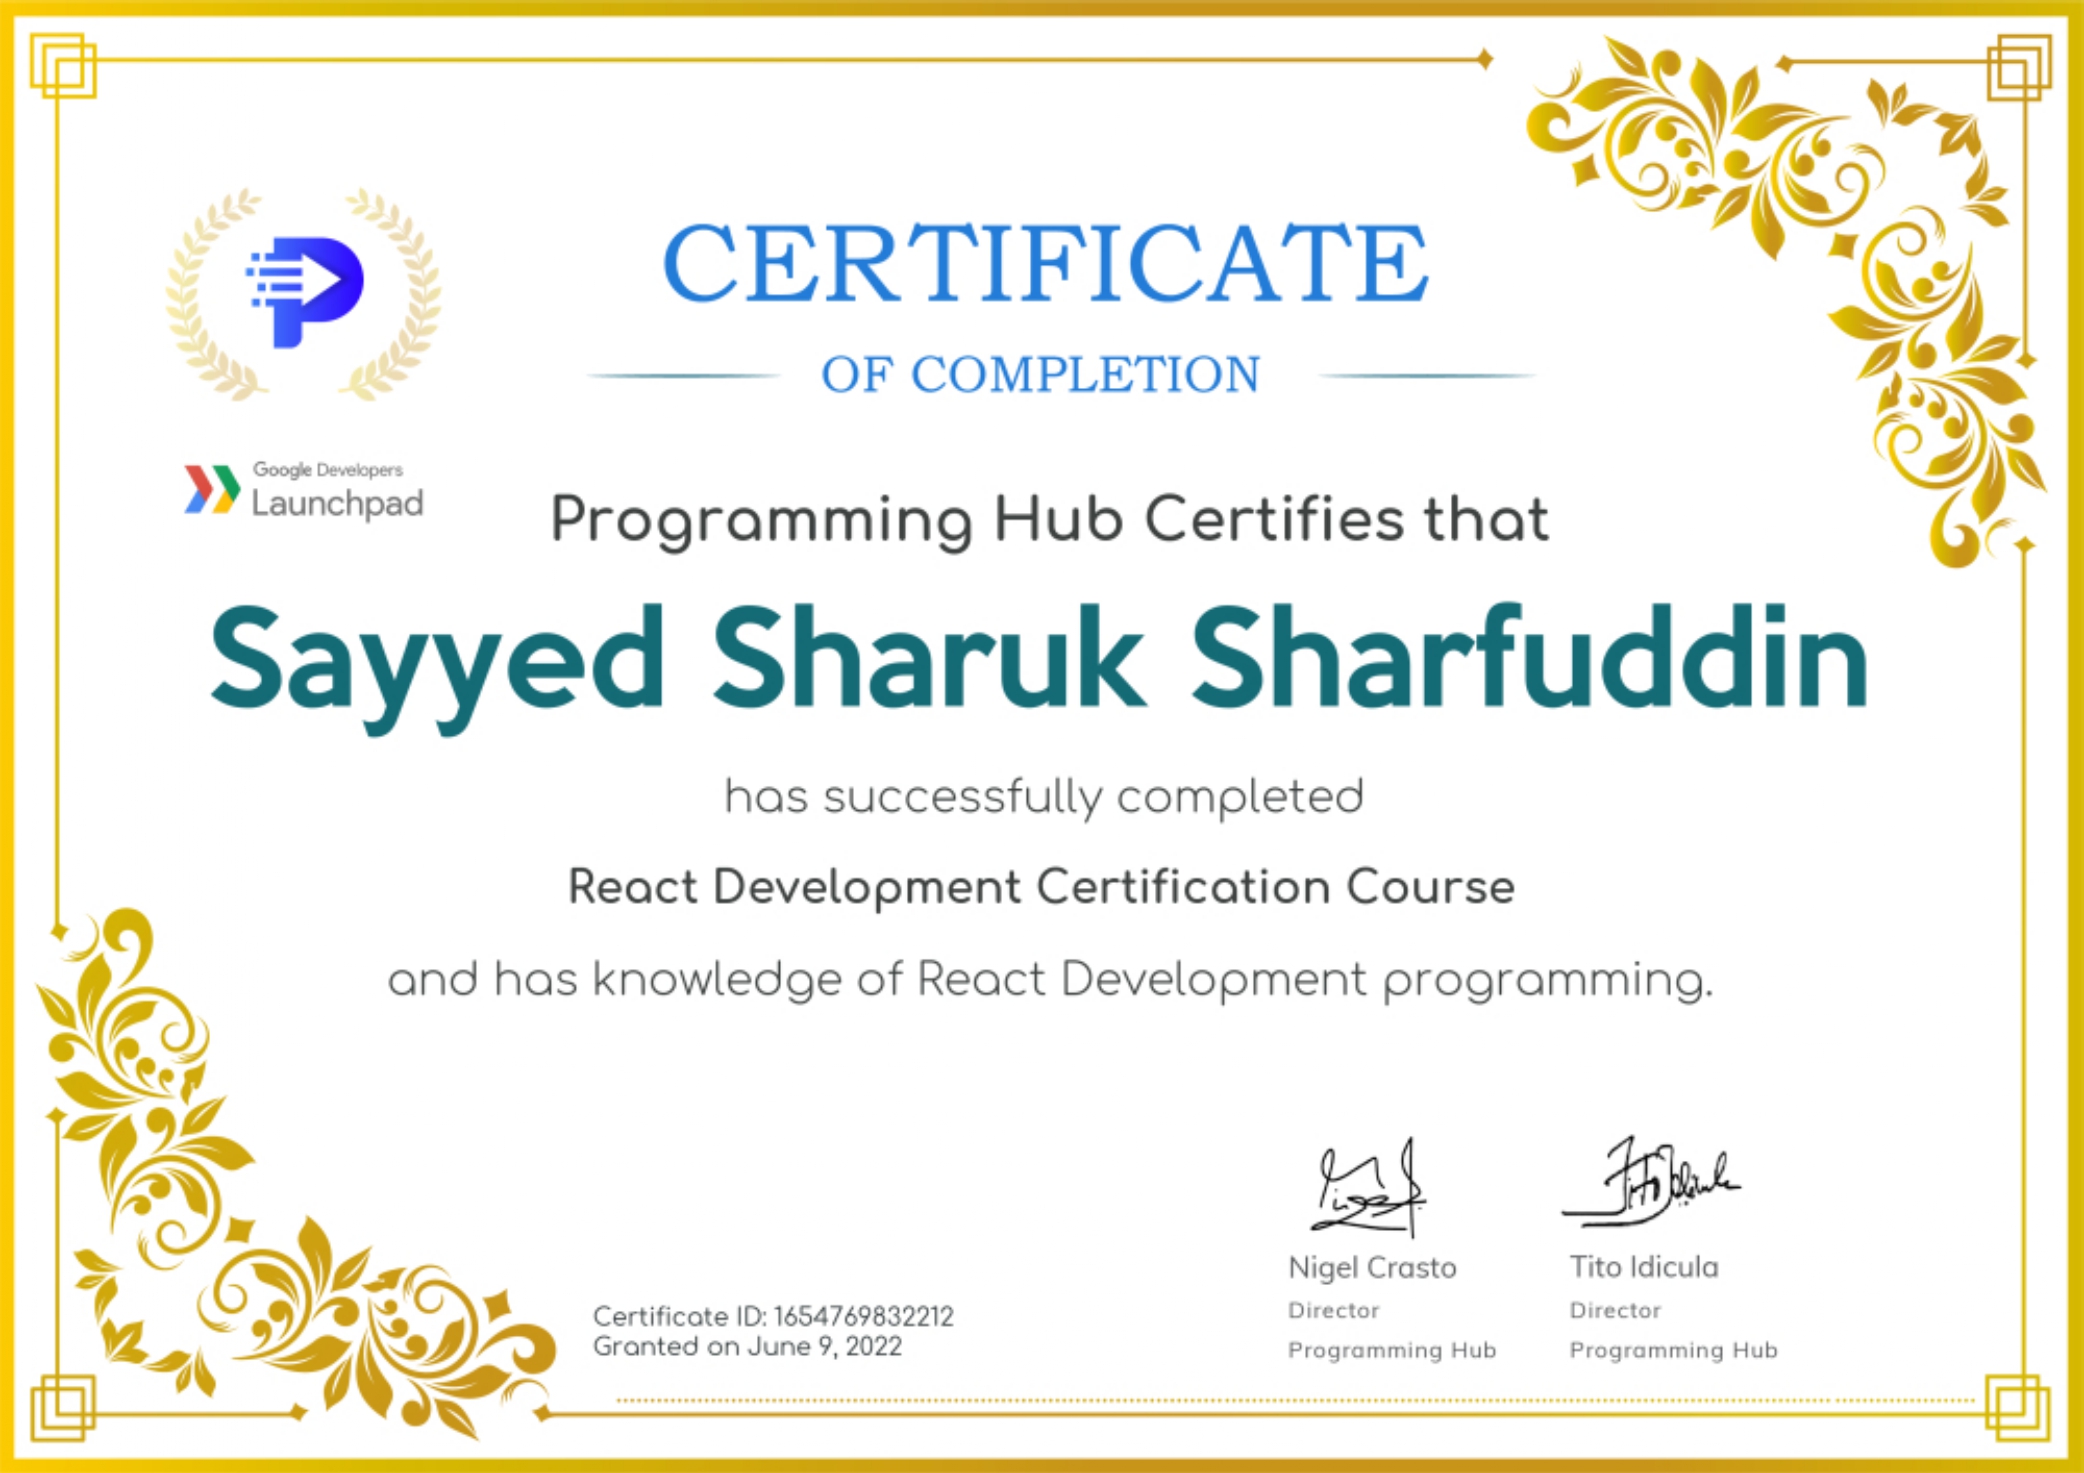 CERTIFICATE
OF COMPLETION
Google Developers
Launchpad
Programming Hub Certifies that
Sayyed Sharuk Sharfuddin
has successfully completed
React Development Certification Course
and has knowledge of React Development programming.
Certificate ID: 1654769832212
Granted on June 9, 2022
Nigel Crasto
Director
Programming Hub
Tito Idicula
Director
Programming Hub